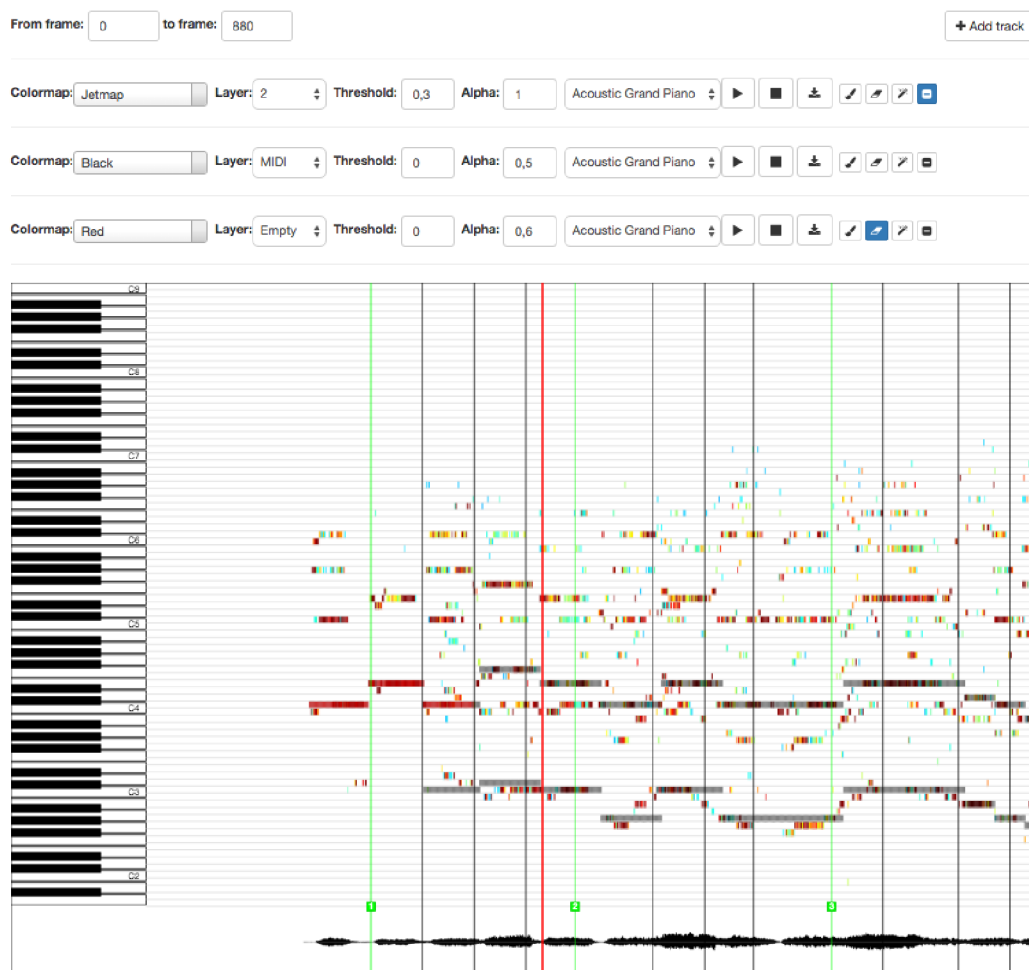 From frame: 0 to frame: 880 Add track
Colormap: Jetmap Layer: 2 Threshold: 0,3 Alpha: 1 Acoustic Grand Piano
Colormap: Black Layer: MIDI Threshold: 0 Alpha: 0,5 Acoustic Grand Piano
Colormap: Red Layer: Empty Threshold: 0 Alpha: 0,6 Acoustic Grand Piano
C9
C8
C7
C6
C5
C4
C3
C2
1 2 3